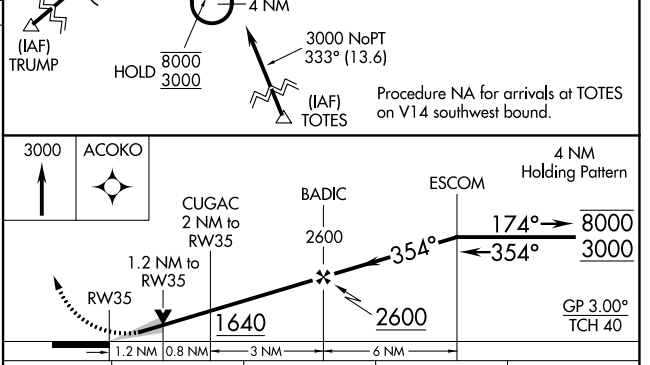 4 NM
(IAF)
TRUMP
HOLD 8000
3000
3000 NoPT
333° (13.6)
(IAF)
TOTES
Procedure NA for arrivals at TOTES
on V14 southwest bound.
3000
ACOKO
4 NM
Holding Pattern
ESCOM
BADIC
CUGAC
2 NM to
RW35
2600
174°
8000
354°
354°
3000
1.2 NM to
RW35
RW35
1640
2600
GP 3.00°
TCH 40
1.2 NM
0.8 NM
3 NM
6 NM